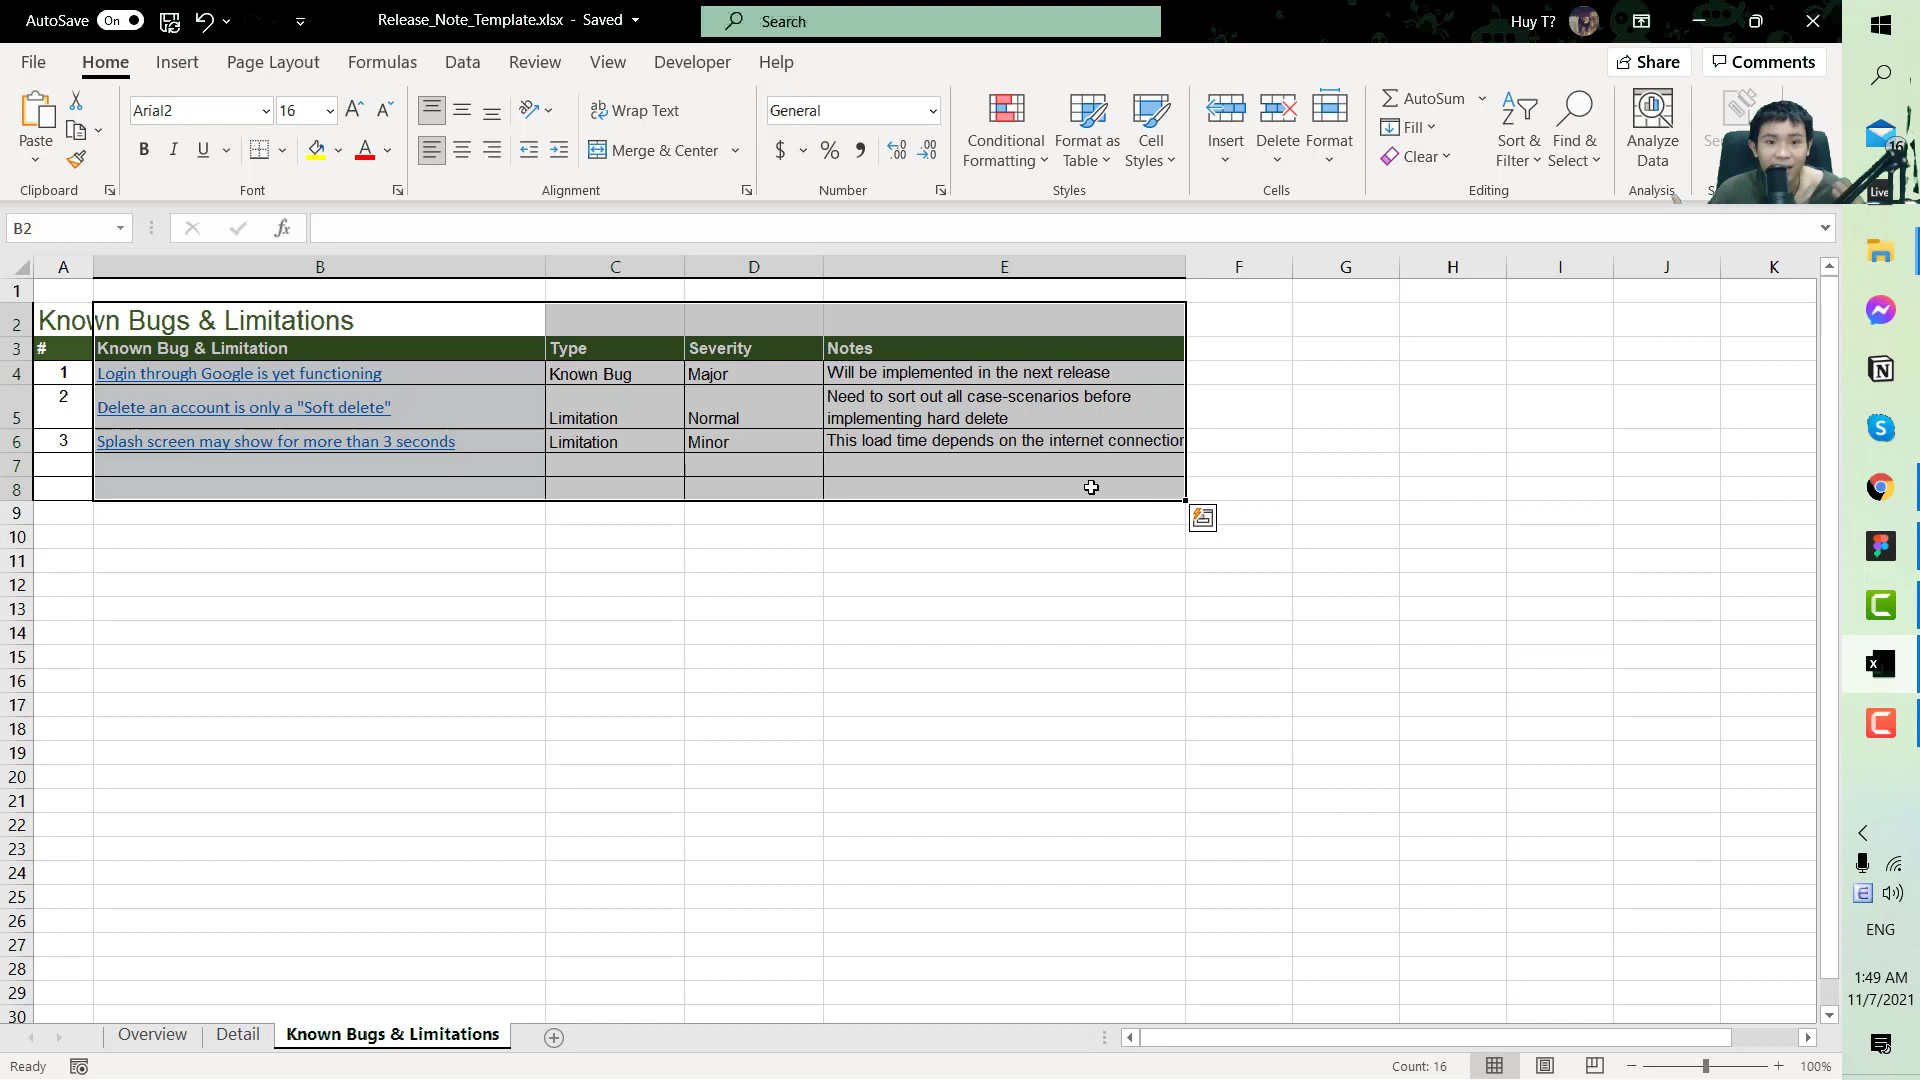 AutoSave On Release_Note_Template.xlsx - Saved Search Huy T?
File Home Insert Page Layout Formulas Data Review View Developer Help Share Comments
Paste Arial2 16 Wrap Text General Conditional Formatting Format as Table Cell Styles Insert Delete Format AutoSum Sort & Filter Find & Select Analyze Data
B I U Merge & Center $ % Fill
Clear
Clipboard Font Alignment Number Styles Cells Editing Analysis
Live
16
B2 fx
A B C D E F G H I J K
1
2 Known Bugs & Limitations
3 # Known Bug & Limitation Type Severity Notes
4 1 Login through Google is yet functioning Known Bug Major Will be implemented in the next release
5 2 Delete an account is only a "Soft delete" Limitation Normal Need to sort out all case-scenarios before
implementing hard delete
6 3 Splash screen may show for more than 3 seconds Limitation Minor This load time depends on the internet connection
7
8
9
10
11
12
13
14
15
16
17
18
19
20
21
22
23
24
25
26
27
28
29
30
ENG
1:49 AM
11/7/2021
Overview Detail Known Bugs & Limitations
Ready Count: 16 100%